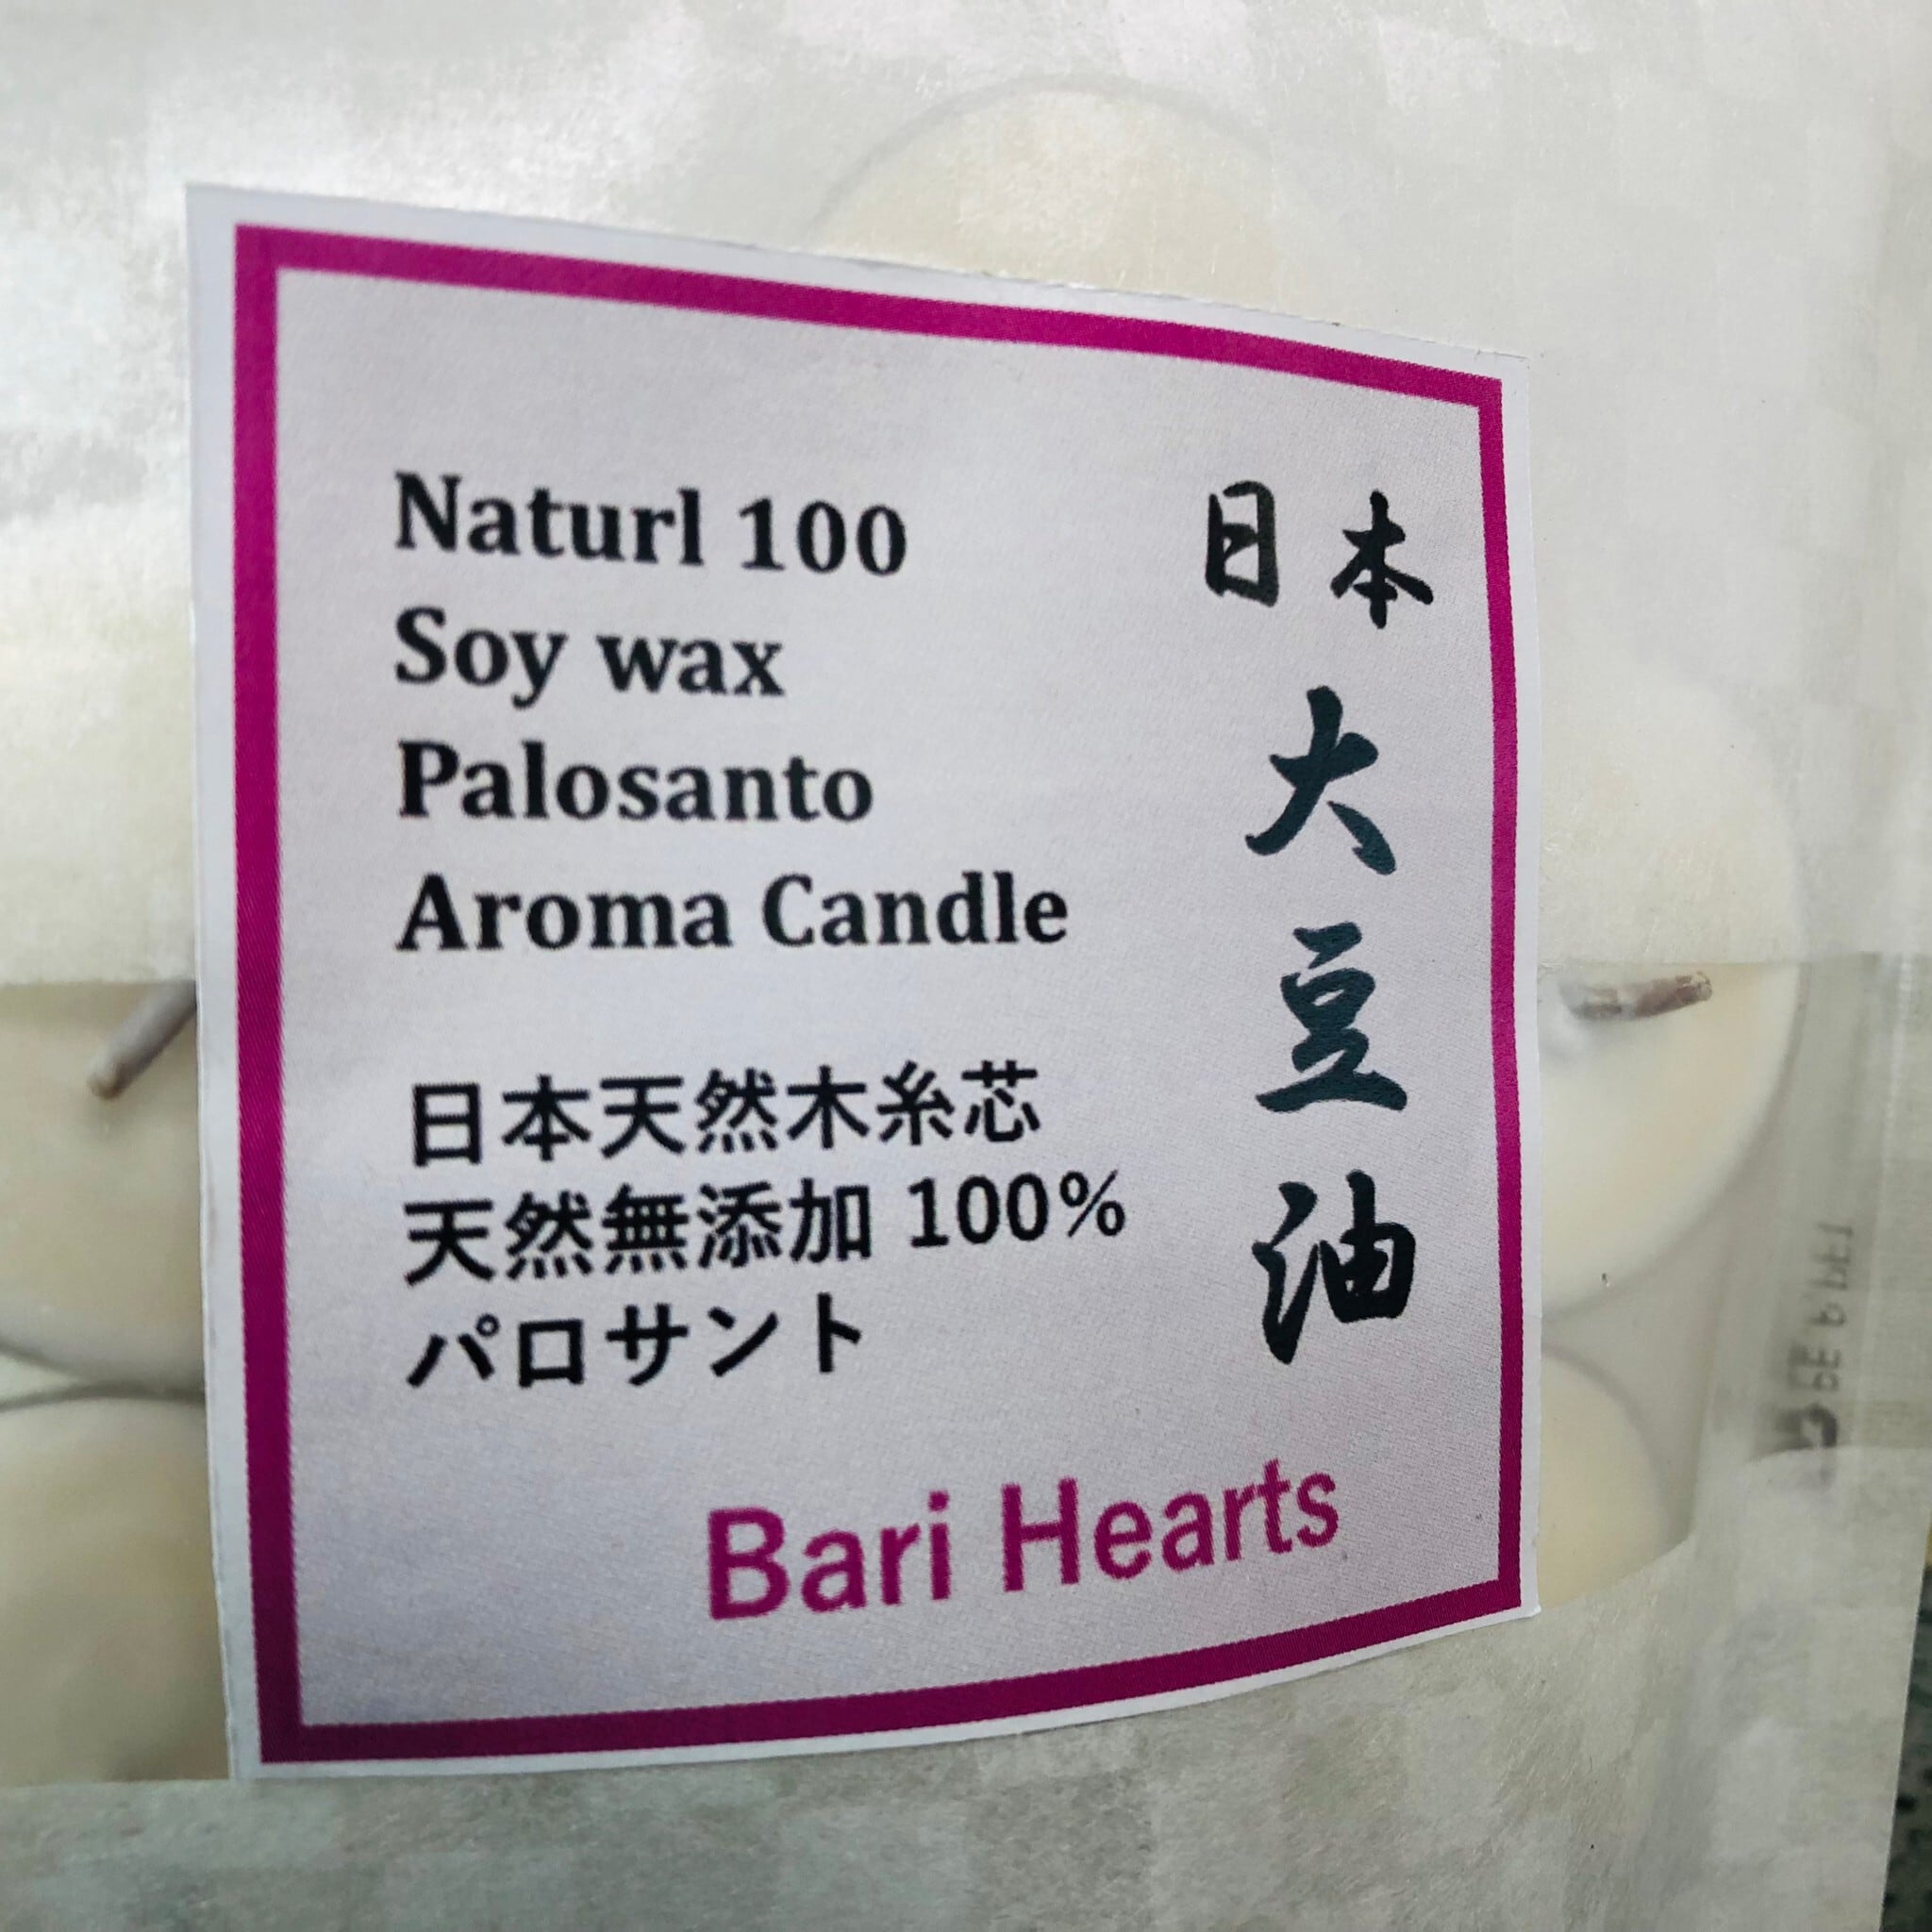 Naturl 100
Soy wax
Palosanto
Aroma Candle
日本天然木糸芯
天然無添加 100%
パロサント
日本
大豆油
Bari Hearts